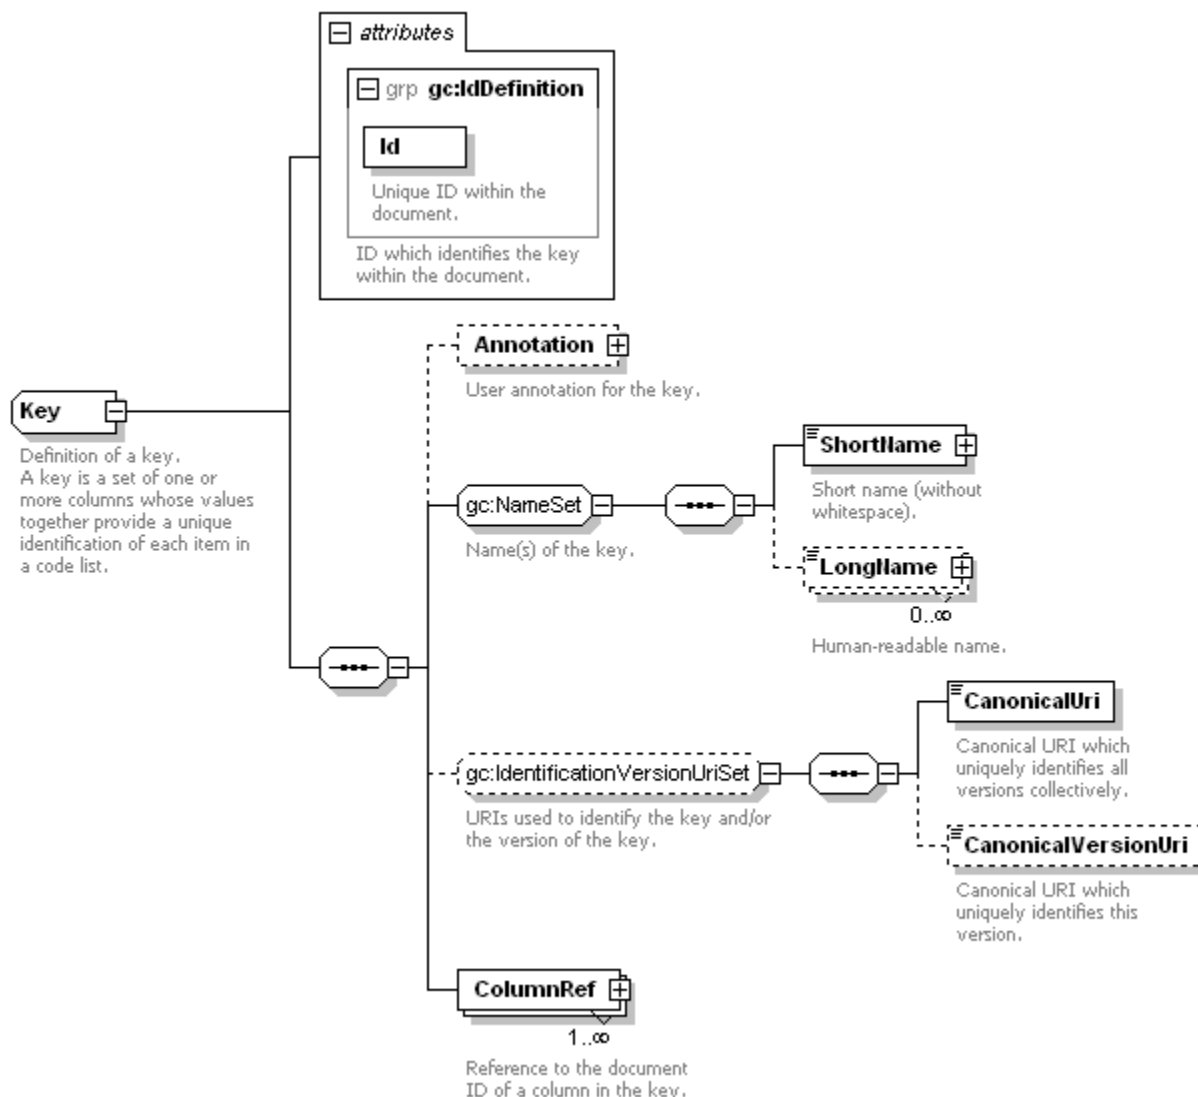 attributes
grp gc:IdDefinition
Id
Unique ID within the
document.
ID which identifies the key
within the document.
Annotation
User annotation for the key.
Key
Definition of a key.
A key is a set of one or
more columns whose values
together provide a unique
identification of each item in
a code list.
gc:NameSet
Name(s) of the key.
ShortName
Short name (without
whitespace).
LongName
0..∞
Human-readable name.
gc:IdentificationVersionUriSet
URIs used to identify the key and/or
the version of the key.
CanonicalUri
Canonical URI which
uniquely identifies all
versions collectively.
CanonicalVersionUri
Canonical URI which
uniquely identifies this
version.
ColumnRef
1..∞
Reference to the document
ID of a column in the key.